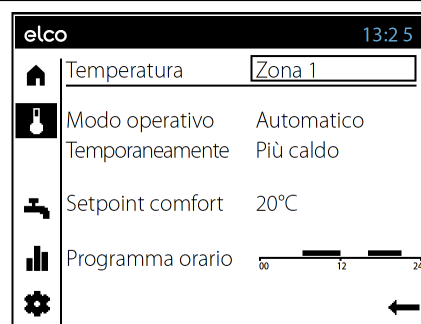 elco 13:25
Temperatura Zona 1
Modo operativo Automatico
Temporaneamente Più caldo
Setpoint comfort 20°C
Programma orario
00 12 24